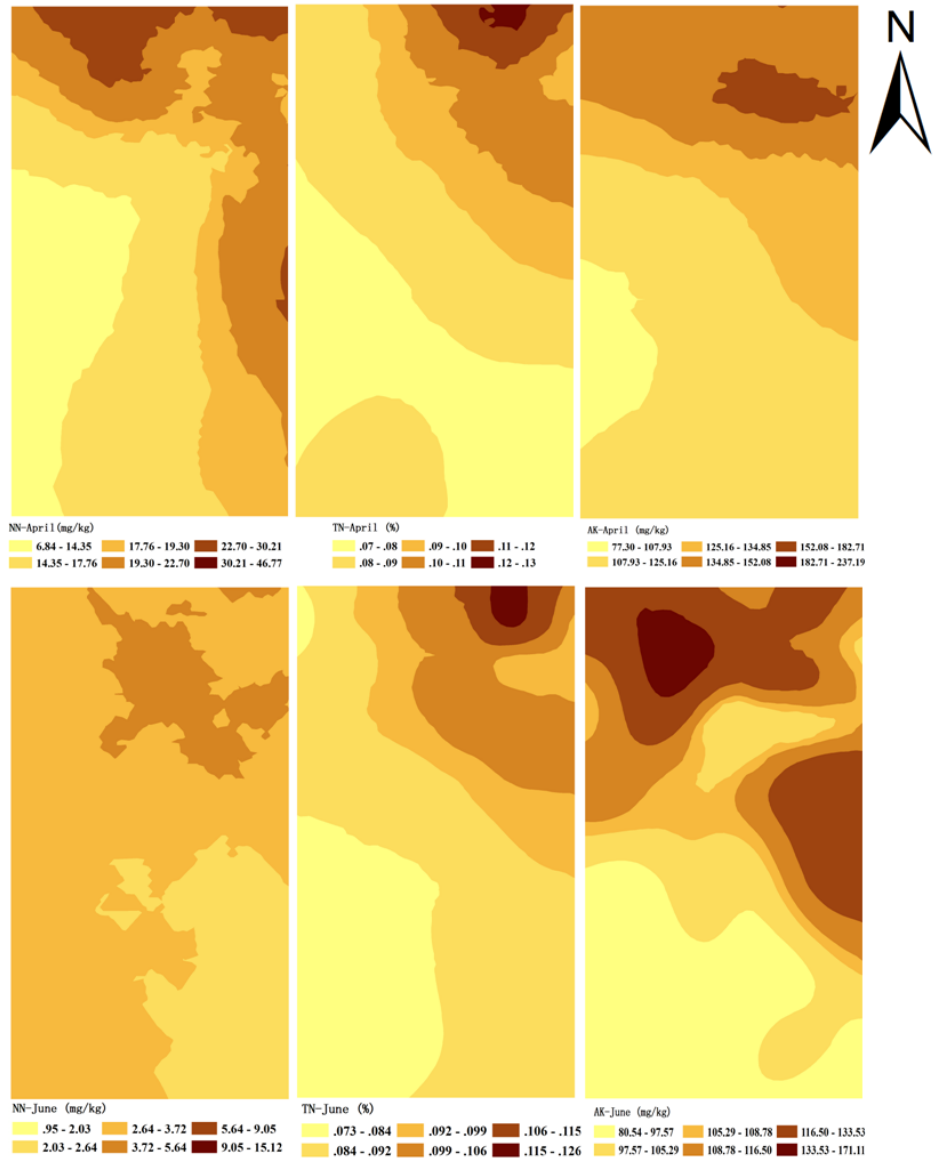 N
NN-April(mg/kg)
6.84 - 14.35 17.76 - 19.30 22.70 - 30.21
14.35 - 17.76 19.30 - 22.70 30.21 - 46.77
TN-April (%)
.07 - .08 .09 - .10 .11 - .12
.08 - .09 .10 - .11 .12 - .13
AK-April (mg/kg)
77.30 - 107.93 125.16 - 134.85 152.08 - 182.71
107.93 - 125.16 134.85 - 152.08 182.71 - 237.19
NN-June (mg/kg)
.95 - 2.03 2.64 - 3.72 5.64 - 9.05
2.03 - 2.64 3.72 - 5.64 9.05 - 15.12
TN-June (%)
.073 - .084 .092 - .099 .106 - .115
.084 - .092 .099 - .106 .115 - .126
AK-June (mg/kg)
80.54 - 97.57 105.29 - 108.78 116.50 - 133.53
97.57 - 105.29 108.78 - 116.50 133.53 - 171.11